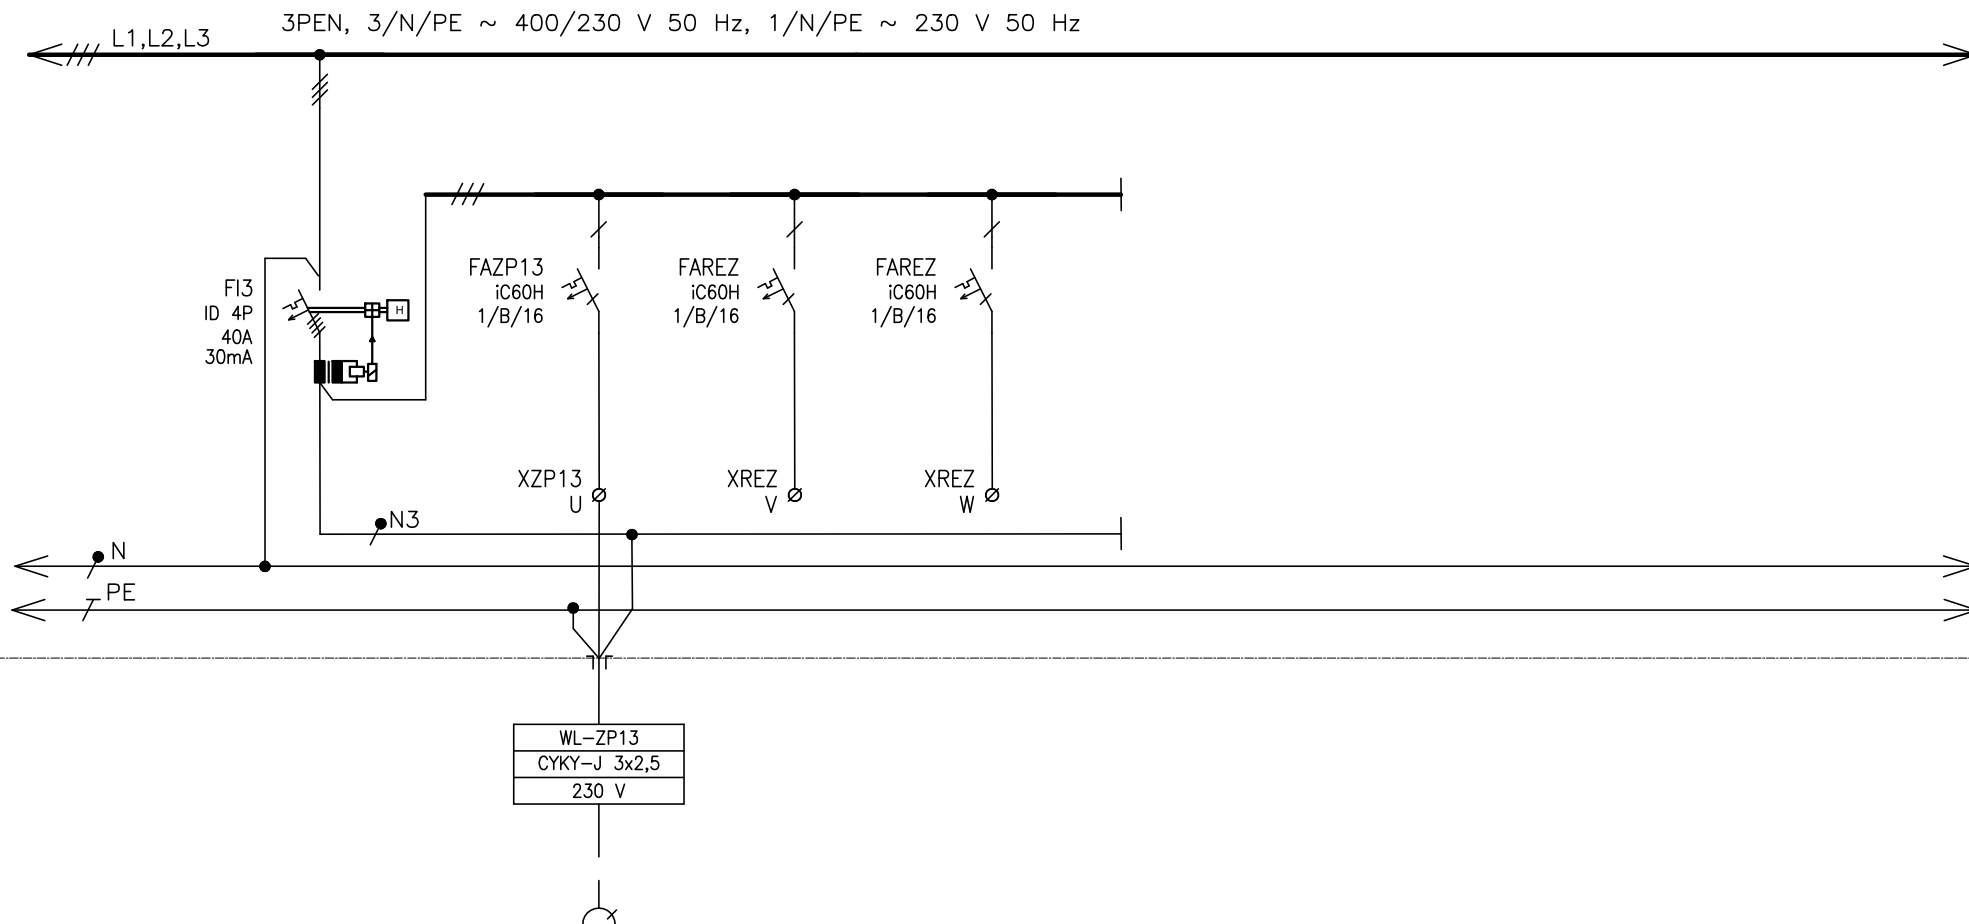 3PEN, 3/N/PE ~ 400/230 V 50 Hz, 1/N/PE ~ 230 V 50 Hz
L1,L2,L3
FI3
ID 4P
40A
30mA
H
FAZP13
iC60H
1/B/16
FAREZ
iC60H
1/B/16
FAREZ
iC60H
1/B/16
XZP13
U
XREZ
V
XREZ
W
N3
N
PE
WL-ZP13
CYKY-J 3x2,5
230 V